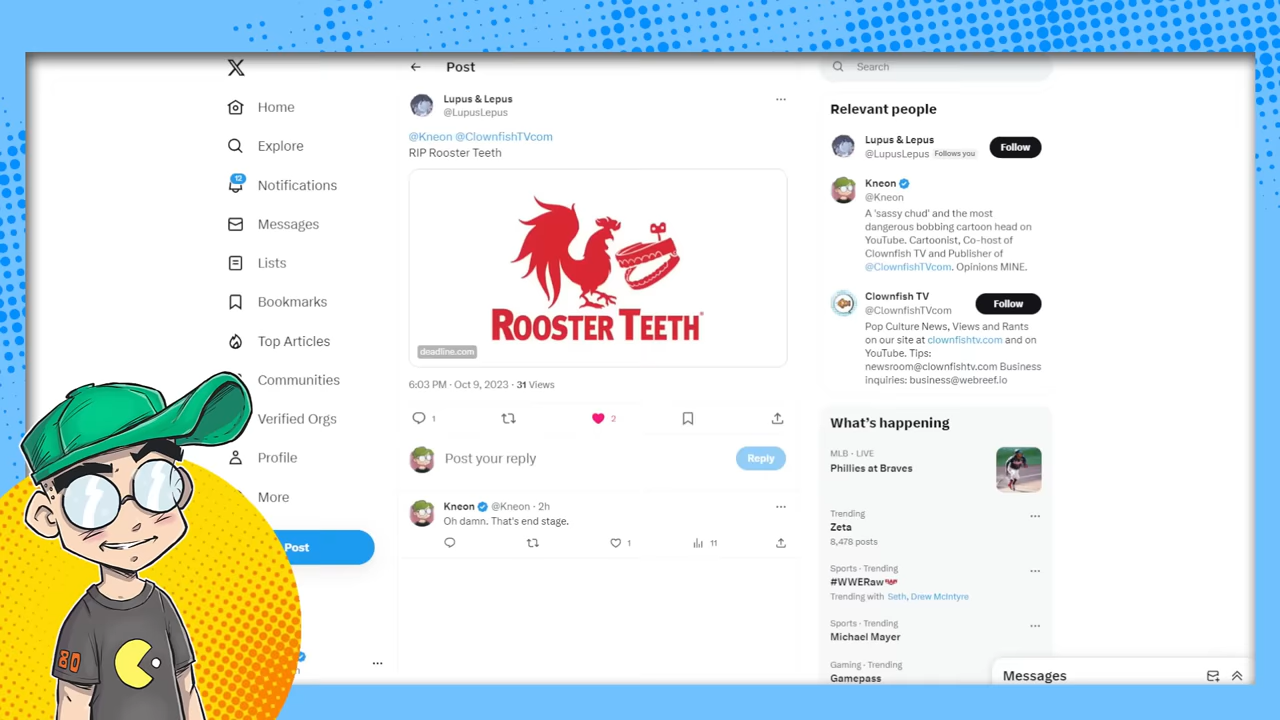 Home
Explore
12
Notifications
Messages
Lists
Bookmarks
Top Articles
Communities
Verified Orgs
Profile
More
Post
80
Post
Lupus & Lepus
@LupusLepus
@Kneon @ClownfishTVcom
RIP Rooster Teeth
ROOSTER TEETH
deadline.com
6:03 PM · Oct 9, 2023 · 31 Views
1
2
Post your reply
Reply
Kneon @Kneon · 2h
Oh damn. That's end stage.
1
11
Search
Relevant people
Lupus & Lepus
@LupusLepus Follows you
Follow
Kneon
@Kneon
A 'sassy chud' and the most
dangerous bobbing cartoon head on
YouTube. Cartoonist, Co-host of
Clownfish TV and Publisher of
@ClownfishTVcom. Opinions MINE.
Clownfish TV
@ClownfishTVcom
Follow
Pop Culture News, Views and Rants
on our site at clownfishtv.com and on
YouTube. Tips:
newsroom@clownfishtv.com Business
inquiries: business@webreef.io
What's happening
MLB · LIVE
Phillies at Braves
Trending
Zeta
8,478 posts
Sports · Trending
#WWERaw
Trending with Seth, Drew McIntyre
Sports · Trending
Michael Mayer
Gaming · Trending
Gamepass
Messages